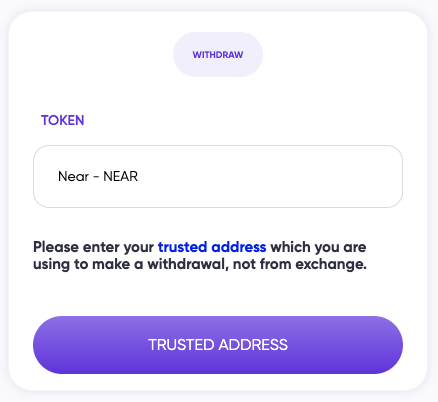 WITHDRAW
TOKEN
Near - NEAR
Please enter your trusted address which you are
using to make a withdrawal, not from exchange.
TRUSTED ADDRESS